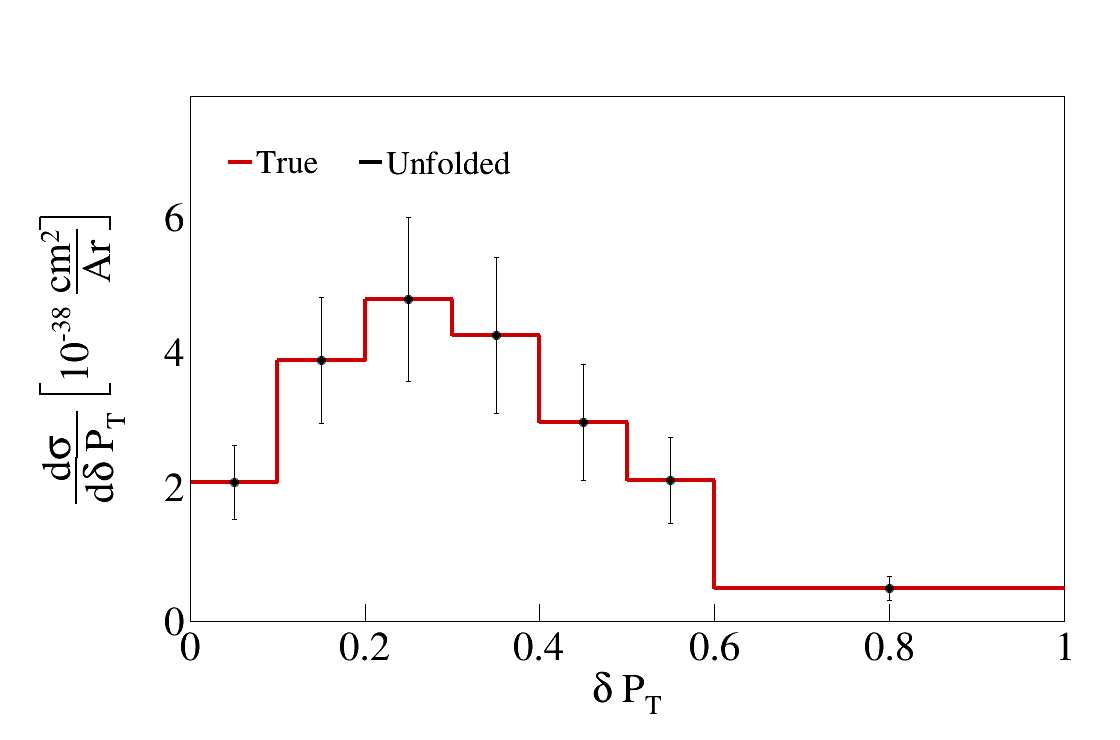 True Unfolded
dσ/dδ P_T [10^-38 cm^2/Ar]
6
4
2
0
0 0.2 0.4 0.6 0.8 1
δ P_T